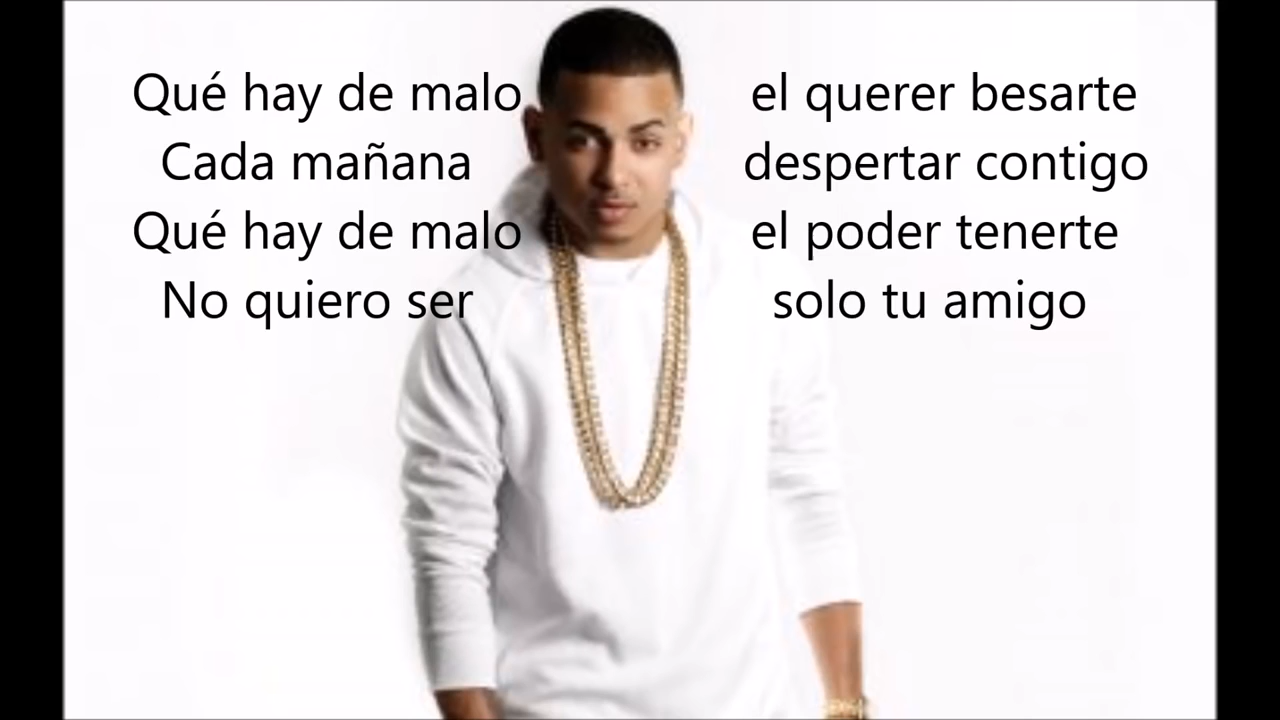 Qué hay de malo el querer besarte
Cada mañana despertar contigo
Qué hay de malo el poder tenerte
No quiero ser solo tu amigo